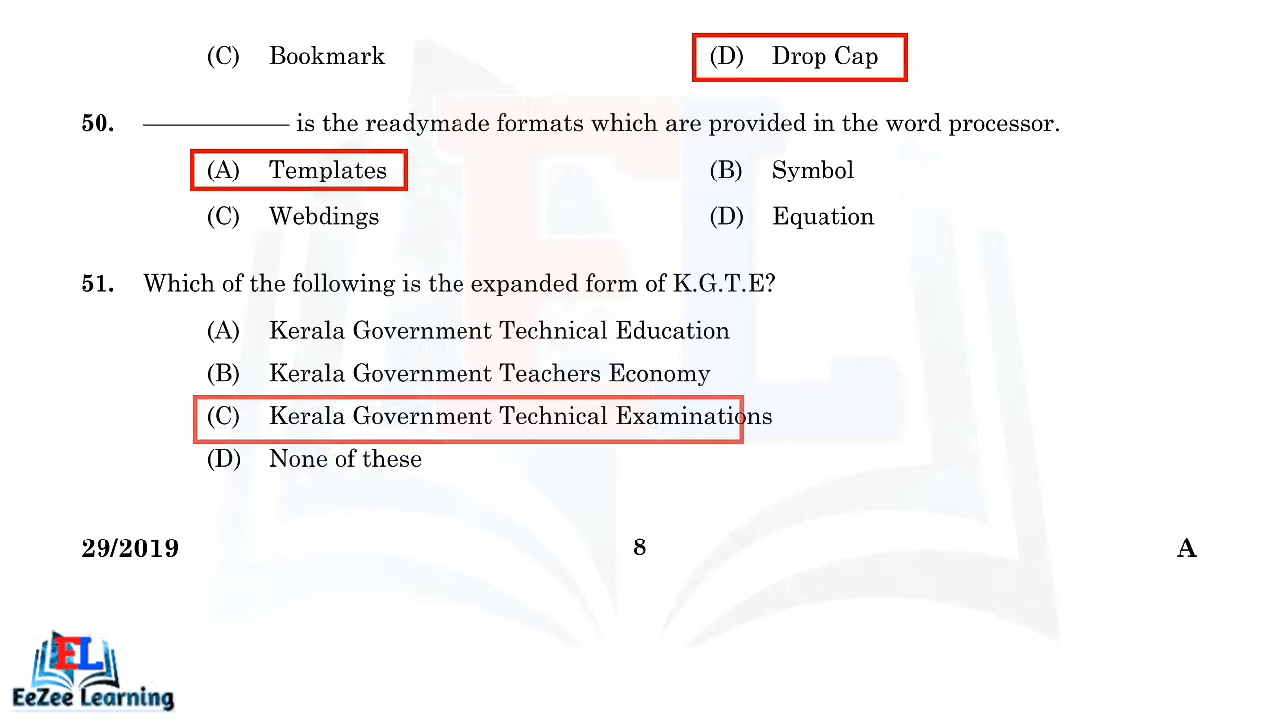 (C) Bookmark (D) Drop Cap
50. ___________ is the readymade formats which are provided in the word processor.
(A) Templates (B) Symbol
(C) Webdings (D) Equation
51. Which of the following is the expanded form of K.G.T.E?
(A) Kerala Government Technical Education
(B) Kerala Government Teachers Economy
(C) Kerala Government Technical Examinations
(D) None of these
29/2019 8 A
EL
EeZee Learning